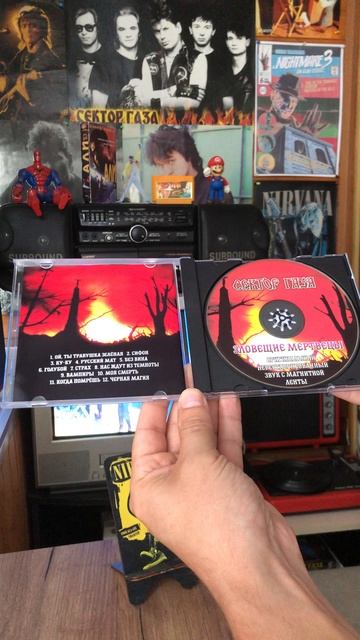 СЕКТОР ГАЗА
NIGHTMARE 3
NIRVANA
SURROUND
SURROUND
СЕКТОР ГАЗА
ЗЛОВЕЩИЕ МЕРТВЕЦЫ
ЗВУК С МАГНИТНОЙ
ЛЕНТЫ
1. ОЙ, ТЫ ТРАВУШКА ЗЕЛЁНАЯ 2. СИФОН
3. КУ-КУ 4. РУССКИЙ МАТ 5. БЕЗ ВИНА
6. ГОЛУБОЙ 7. СТРАХ 8. НАС ЖДУТ ИЗ ТЕМНОТЫ
9. ВАМПИРЫ 10. МОЯ СМЕРТЬ
11. КОГДА ПОМРЁШЬ 12. ЧЕРНАЯ МАГИЯ